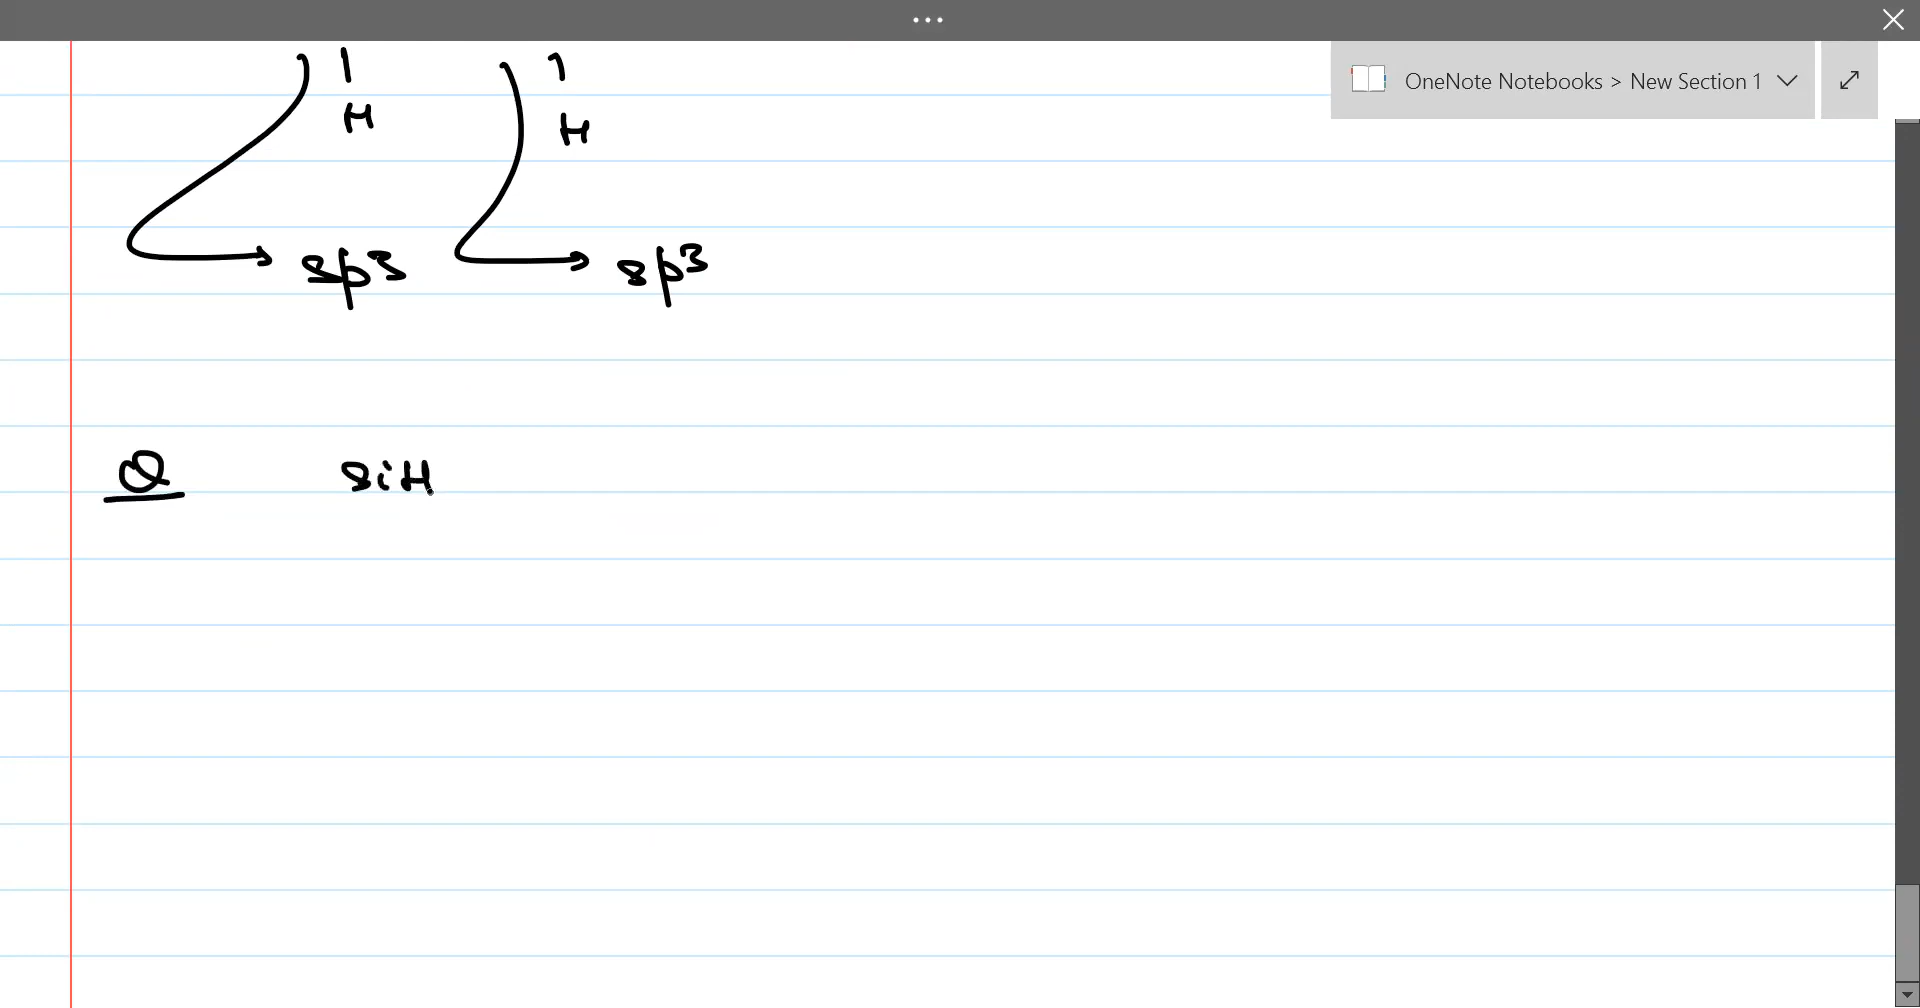 ...
OneNote Notebooks > New Section 1
H H
sp³ sp³
Q SiH